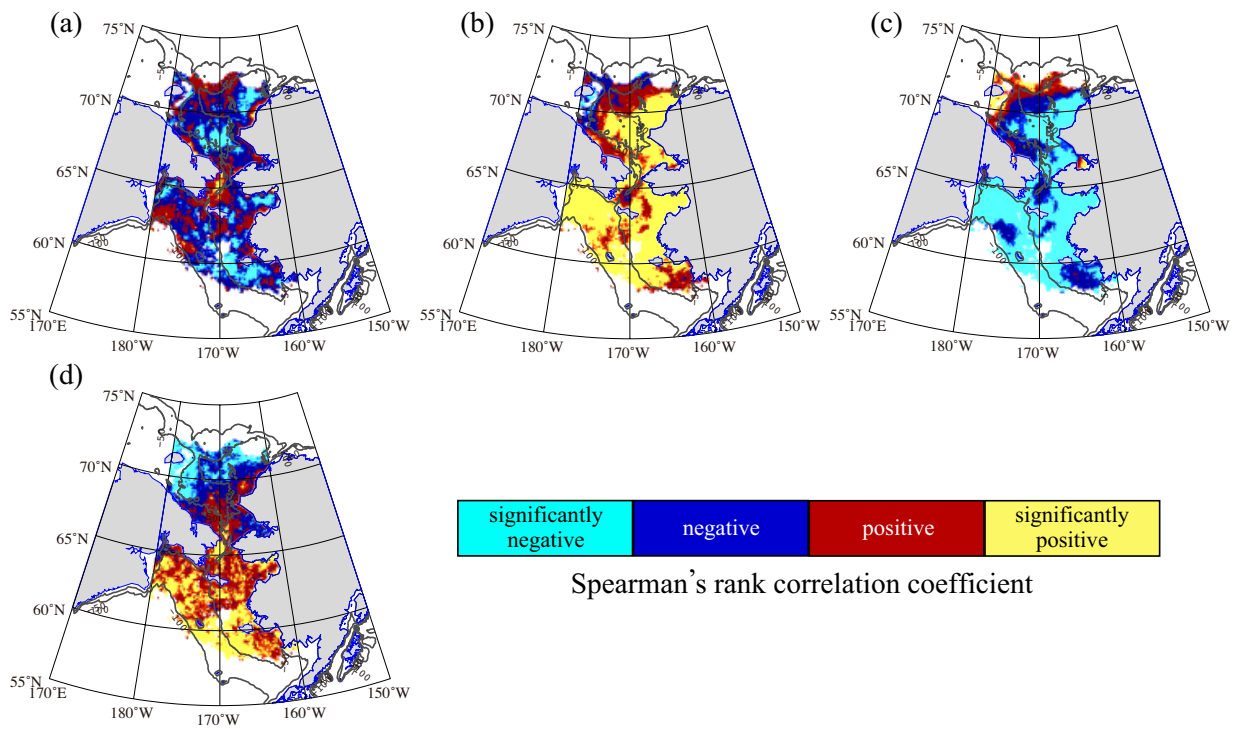 (a)
75°N
70°N
65°N
60°N
55°N
170°E
180°W
170°W
160°W
150°W
(b)
75°N
70°N
65°N
60°N
55°N
170°E
180°W
170°W
160°W
150°W
(c)
75°N
70°N
65°N
60°N
55°N
170°E
180°W
170°W
160°W
150°W
(d)
75°N
70°N
65°N
60°N
55°N
170°E
180°W
170°W
160°W
150°W
significantly
negative
negative
positive
significantly
positive
Spearman’s rank correlation coefficient